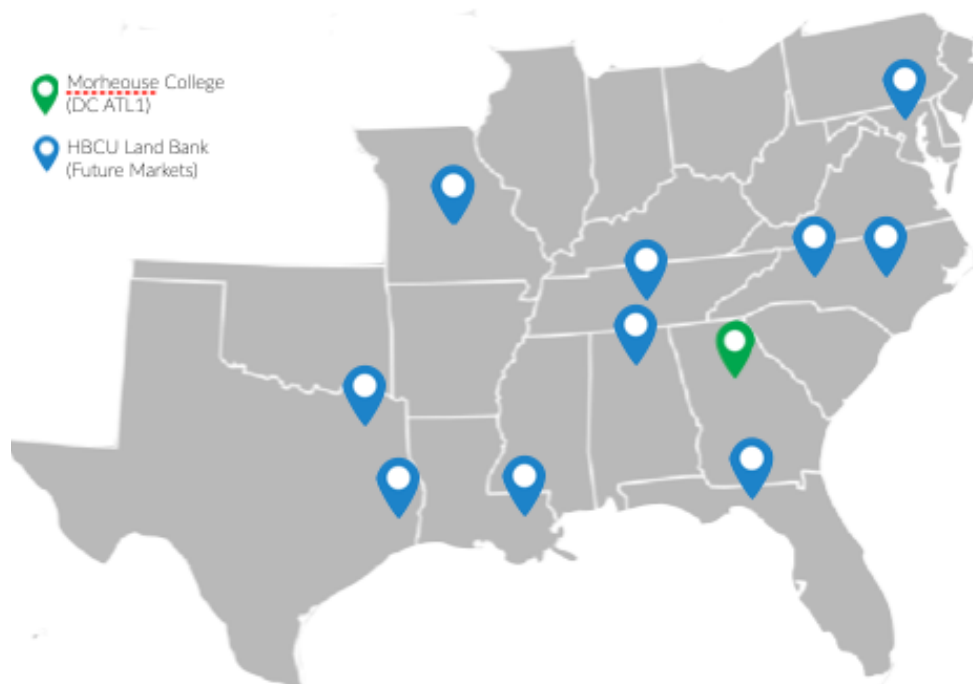 Morheouse College
(DC ATL1)
HBCU Land Bank
(Future Markets)